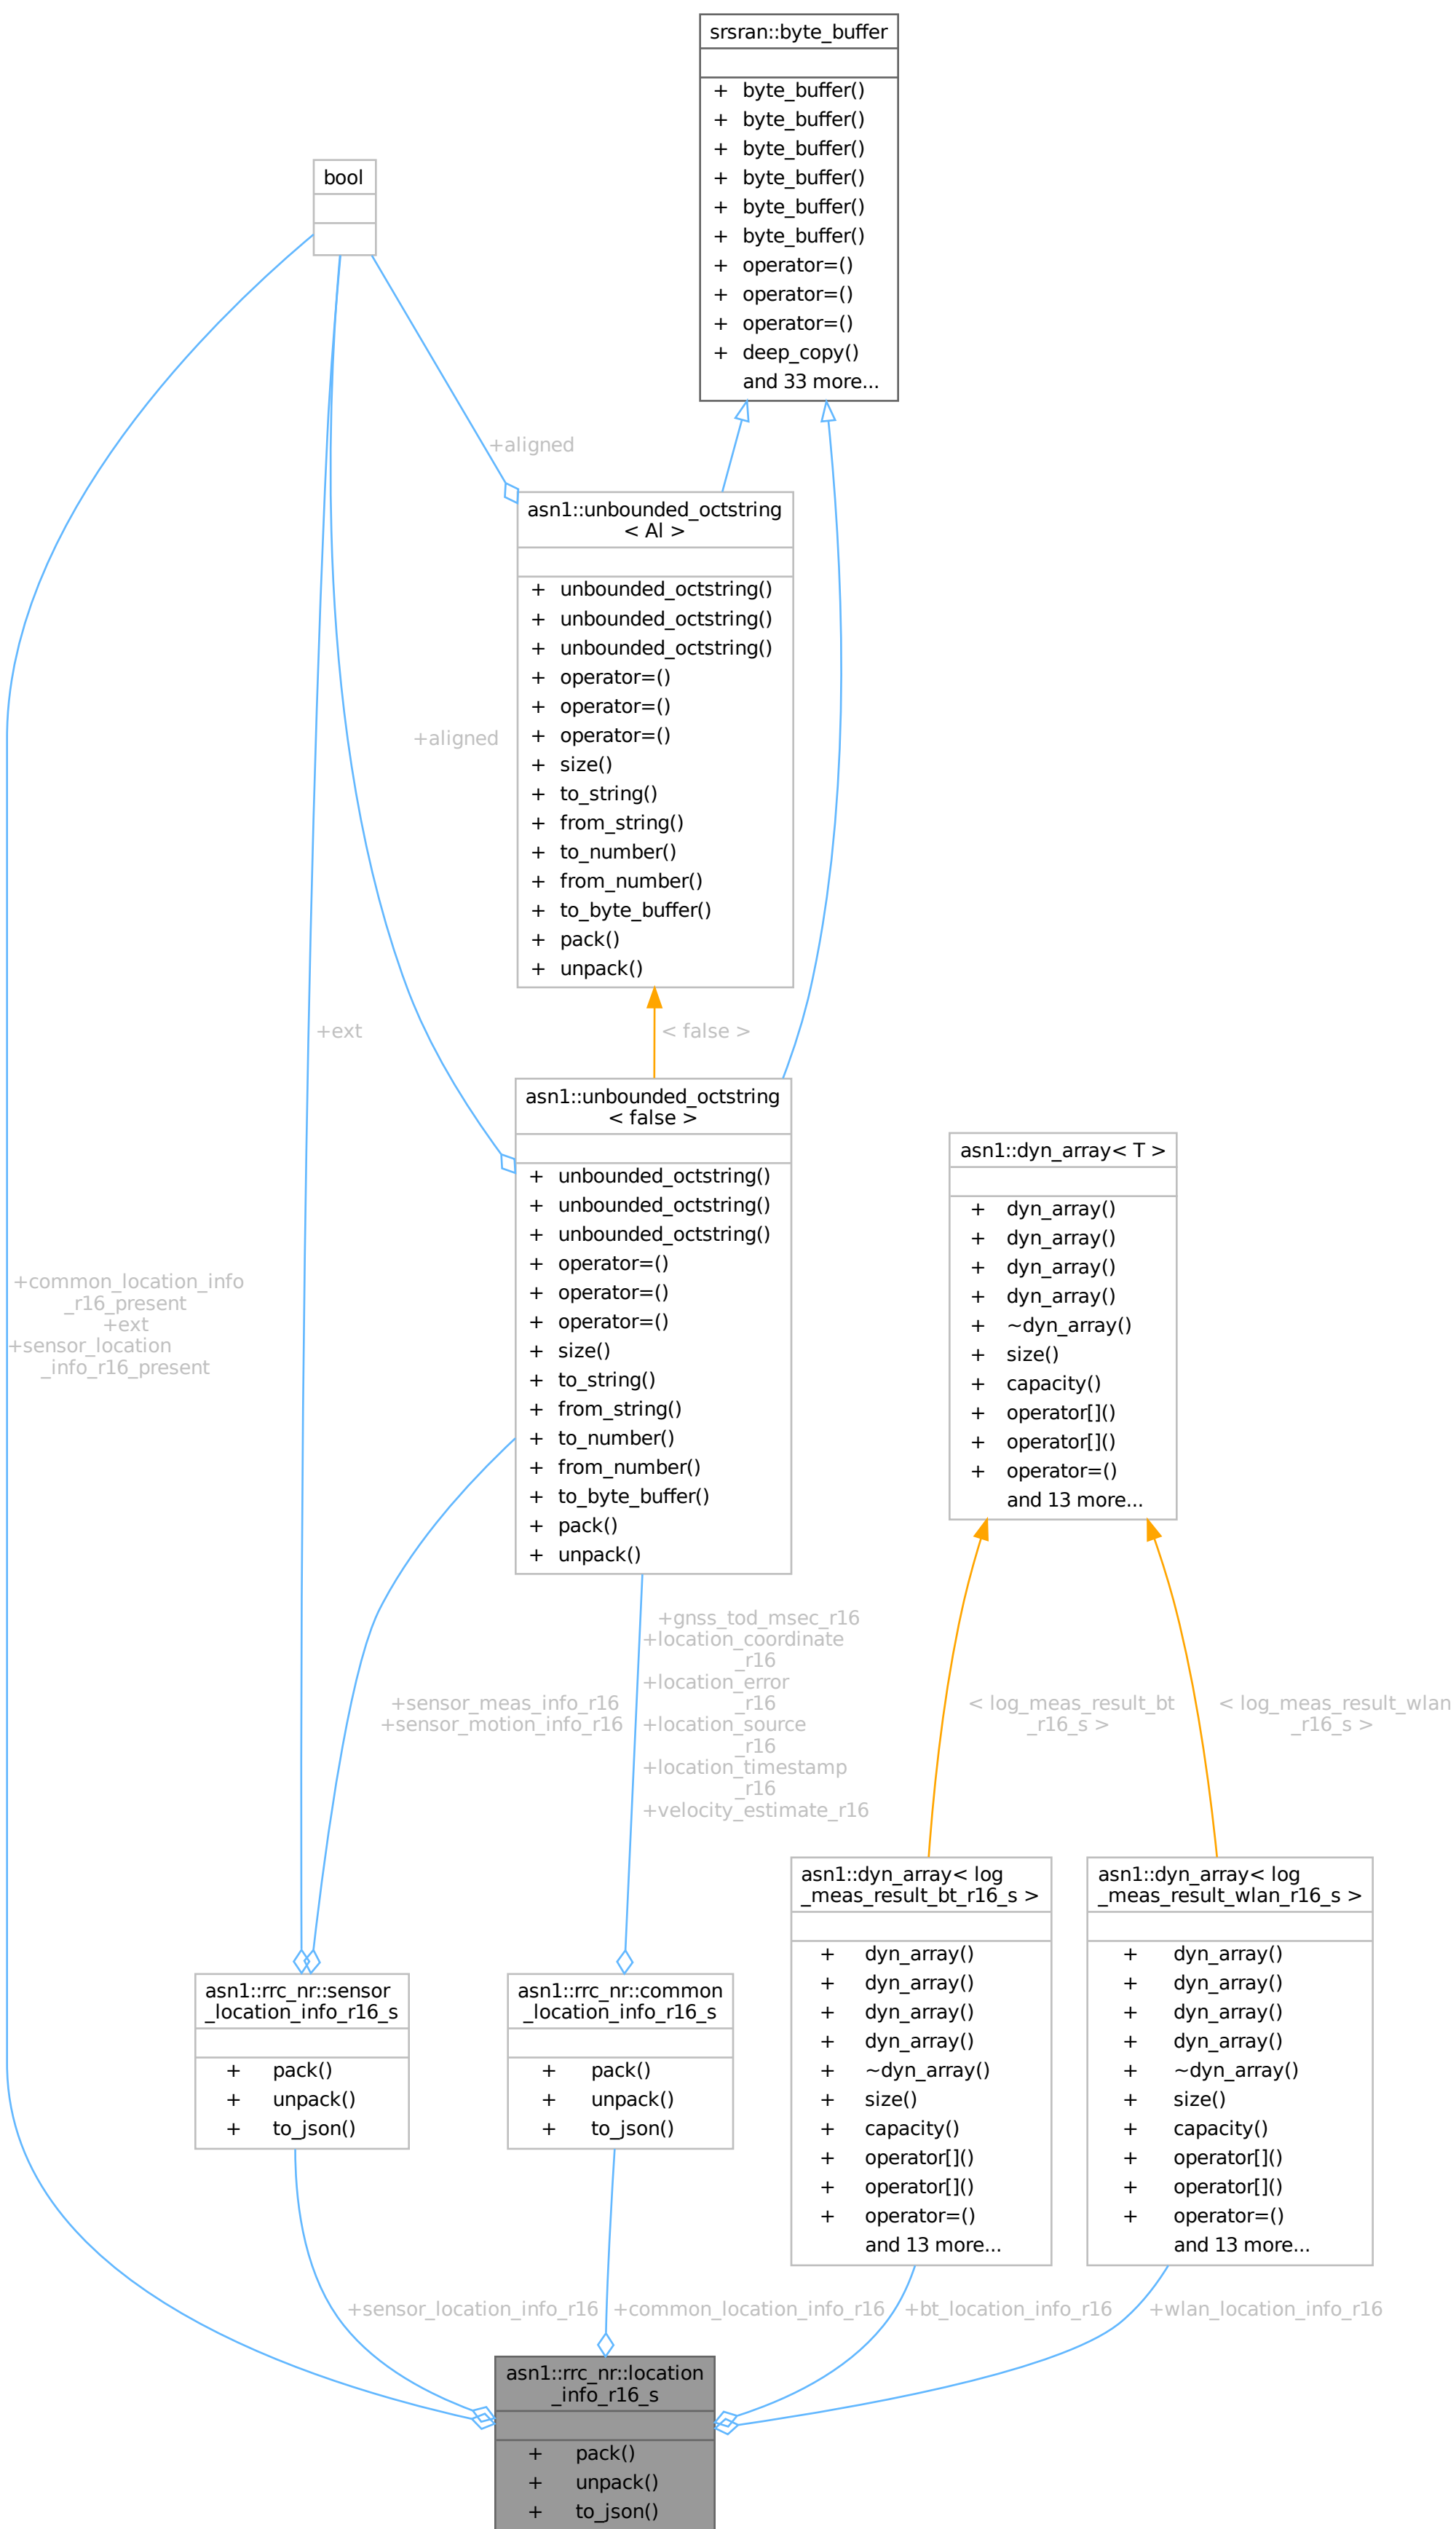 srsran::byte_buffer
+ byte_buffer()
+ byte_buffer()
+ byte_buffer()
+ byte_buffer()
+ byte_buffer()
+ byte_buffer()
+ operator=()
+ operator=()
+ operator=()
+ deep_copy()
and 33 more...
bool
+aligned
asn1::unbounded_octstring
< Al >
+ unbounded_octstring()
+ unbounded_octstring()
+ unbounded_octstring()
+ operator=()
+ operator=()
+ operator=()
+ size()
+ to_string()
+ from_string()
+ to_number()
+ from_number()
+ to_byte_buffer()
+ pack()
+ unpack()
+aligned
+ext
< false >
asn1::unbounded_octstring
< false >
+ unbounded_octstring()
+ unbounded_octstring()
+ unbounded_octstring()
+ operator=()
+ operator=()
+ operator=()
+ size()
+ to_string()
+ from_string()
+ to_number()
+ from_number()
+ to_byte_buffer()
+ pack()
+ unpack()
asn1::dyn_array< T >
+ dyn_array()
+ dyn_array()
+ dyn_array()
+ dyn_array()
+ ~dyn_array()
+ size()
+ capacity()
+ operator[]()
+ operator[]()
+ operator=()
and 13 more...
+common_location_info
_r16_present
+ext
+sensor_location
_info_r16_present
+sensor_meas_info_r16
+sensor_motion_info_r16
+gnss_tod_msec_r16
+location_coordinate
_r16
+location_error
_r16
+location_source
_r16
+location_timestamp
_r16
+velocity_estimate_r16
< log_meas_result_bt
_r16_s >
< log_meas_result_wlan
_r16_s >
asn1::rrc_nr::sensor
_location_info_r16_s
+ pack()
+ unpack()
+ to_json()
asn1::rrc_nr::common
_location_info_r16_s
+ pack()
+ unpack()
+ to_json()
asn1::dyn_array< log
_meas_result_bt_r16_s >
+ dyn_array()
+ dyn_array()
+ dyn_array()
+ dyn_array()
+ ~dyn_array()
+ size()
+ capacity()
+ operator[]()
+ operator[]()
+ operator=()
and 13 more...
asn1::dyn_array< log
_meas_result_wlan_r16_s >
+ dyn_array()
+ dyn_array()
+ dyn_array()
+ dyn_array()
+ ~dyn_array()
+ size()
+ capacity()
+ operator[]()
+ operator[]()
+ operator=()
and 13 more...
+sensor_location_info_r16
+common_location_info_r16
+bt_location_info_r16
+wlan_location_info_r16
asn1::rrc_nr::location
_info_r16_s
+ pack()
+ unpack()
+ to_json()